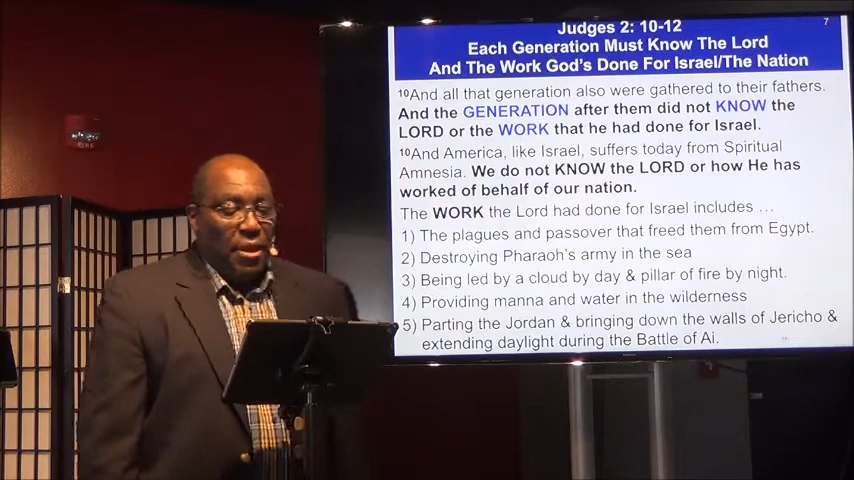 Judges 2: 10-12
7
Each Generation Must Know The Lord
And The Work God's Done For Israel/The Nation
10And all that generation also were gathered to their fathers.
And the GENERATION after them did not KNOW the
LORD or the WORK that he had done for Israel.
10And America, like Israel, suffers today from Spiritual
Amnesia. We do not KNOW the LORD or how He has
worked of behalf of our nation.
The WORK the Lord had done for Israel includes …
1) The plagues and passover that freed them from Egypt.
2) Destroying Pharaoh's army in the sea
3) Being led by a cloud by day & pillar of fire by night.
4) Providing manna and water in the wilderness
5) Parting the Jordan & bringing down the walls of Jericho &
extending daylight during the Battle of Ai.
FIRE